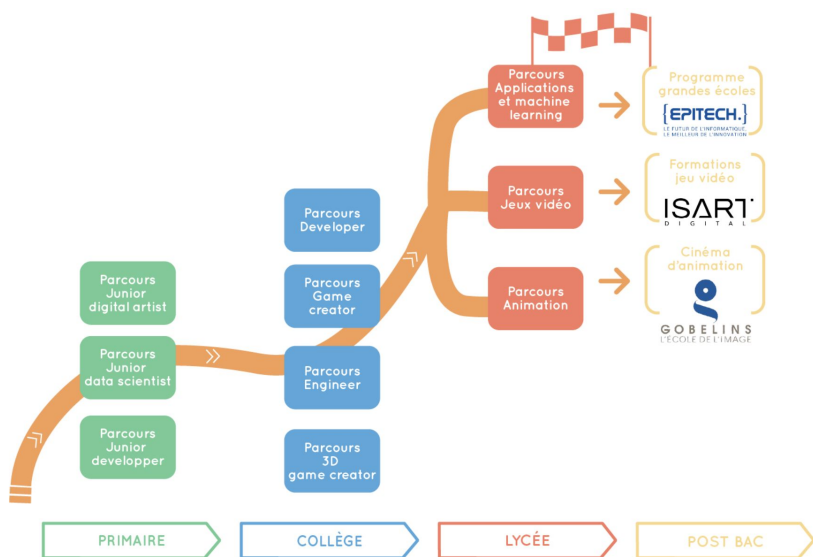 Parcours
Junior
digital artist
Parcours
Junior
data scientist
Parcours
Junior
developper
Parcours
Developer
Parcours
Game
creator
Parcours
Engineer
Parcours
3D
game creator
Parcours
Applications
et machine
learning
Parcours
Jeux vidéo
Parcours
Animation
Programme
grandes écoles
{EPITECH.}
LE FUTUR DE L'INFORMATIQUE,
LE MEILLEUR DE L'INNOVATION
Formations
jeu vidéo
ISART
DIGITAL
Cinéma
d'animation
GOBELINS
L'ÉCOLE DE L'IMAGE
PRIMAIRE
COLLÈGE
LYCÉE
POST BAC